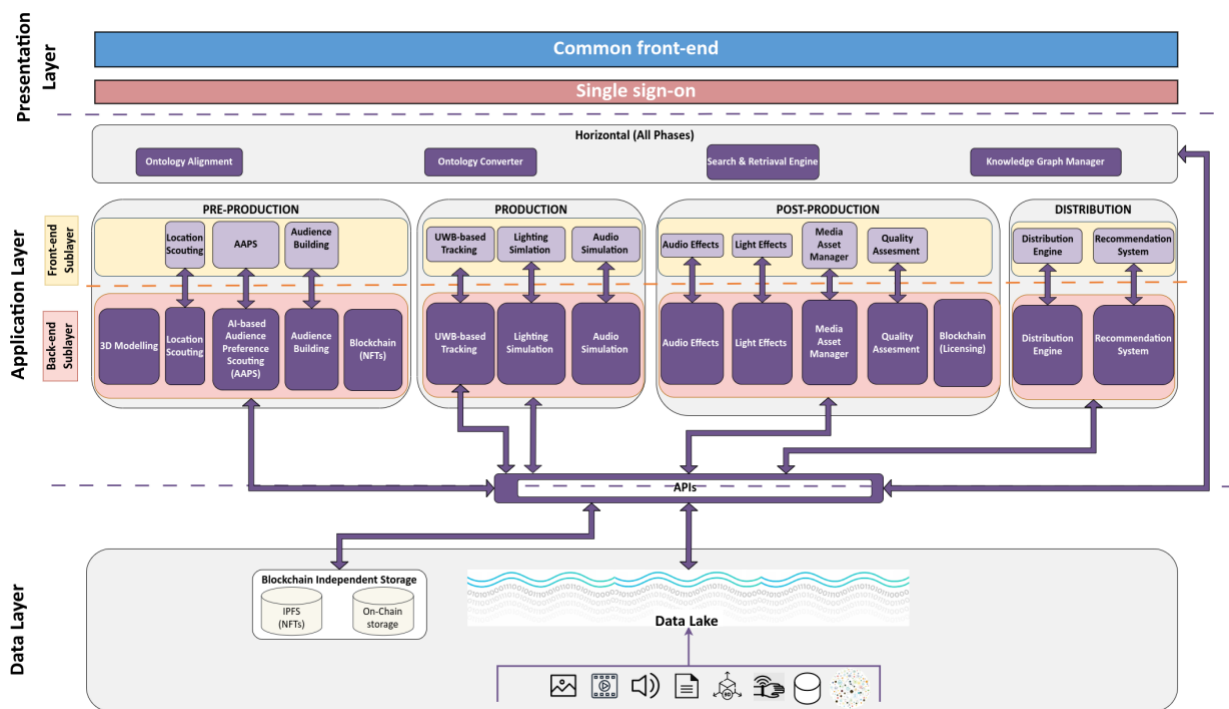 Presentation
Layer
Common front-end
Single sign-on
Horizontal (All Phases)
Ontology Alignment
Ontology Converter
Search & Retriaval Engine
Knowledge Graph Manager
Application Layer
Front-end
Sublayer
Back-end
Sublayer
PRE-PRODUCTION
Location
Scouting
AAPS
Audience
Building
3D Modelling
Location
Scouting
AI-based
Audience
Preference
Scouting
(AAPS)
Audience
Building
Blockchain
(NFTs)
PRODUCTION
UWB-based
Tracking
Lighting
Simlation
Audio
Simulation
UWB-based
Tracking
Lighting
Simulation
Audio
Simulation
POST-PRODUCTION
Audio Effects
Light Effects
Media
Asset
Manager
Quality
Assesment
Audio Effects
Light Effects
Media
Asset
Manager
Quality
Assesment
Blockchain
(Licensing)
DISTRIBUTION
Distribution
Engine
Recommendation
System
Distribution
Engine
Recommendation
System
APIs
Data Layer
Blockchain Independent Storage
IPFS
(NFTs)
On-Chain
storage
Data Lake